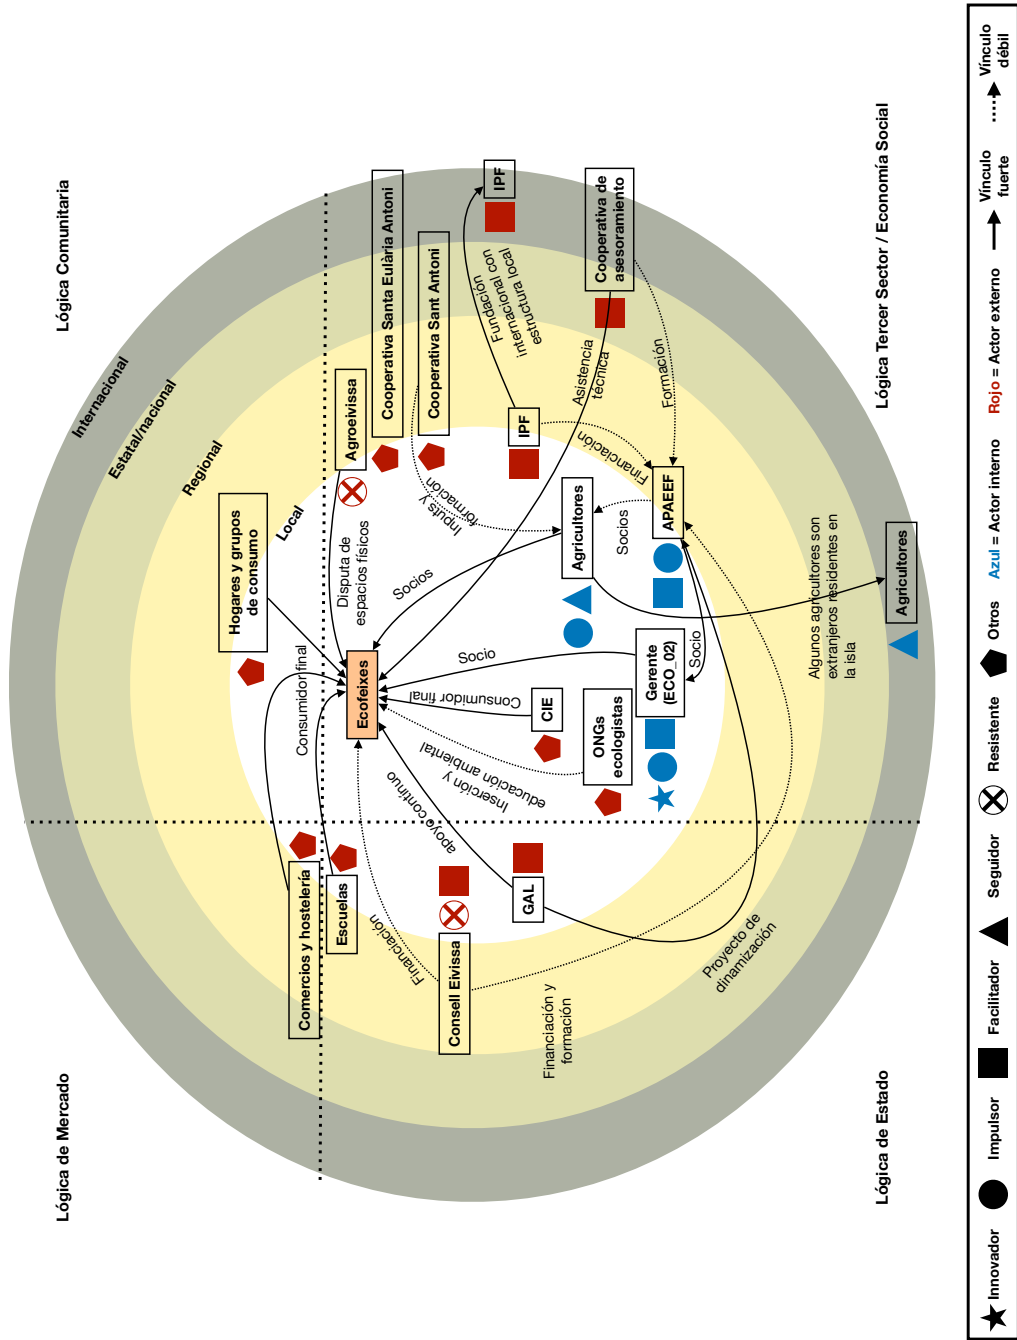 Lógica de Mercado
Lógica Comunitaria
Internacional
Estatal/nacional
Regional
Local
Hogares y grupos
de consumo
Consumidor final
Comercios y hostelería
Escuelas
Ecofeixes
Disputa de
espacios físicos
Agroeivissa
Cooperativa Santa Eulària Antoni
Cooperativa Sant Antoni
Inputs y
formación
Financiación
Consell Eivissa
apoyo contínuo
Inserción y
educación ambiental
Consumidor final
Socio
Socios
IPF
Fundación
internacional con
estructura local
IPF
GAL
CIE
Agricultores
Asistencia
técnica
Cooperativa de
asesoramiento
Financiación y
formación
ONGs
ecologistas
Gerente
(ECO_02)
Socio
Socios
Financiación
Formación
APAEEF
Proyecto de
dinamización
Algunos agricultores son
extranjeros residentes en
la isla
Agricultores
Lógica de Estado
Lógica Tercer Sector / Economía Social
Innovador
Impulsor
Facilitador
Seguidor
Resistente
Otros
Azul = Actor interno
Rojo = Actor externo
Vínculo
fuerte
Vínculo
débil